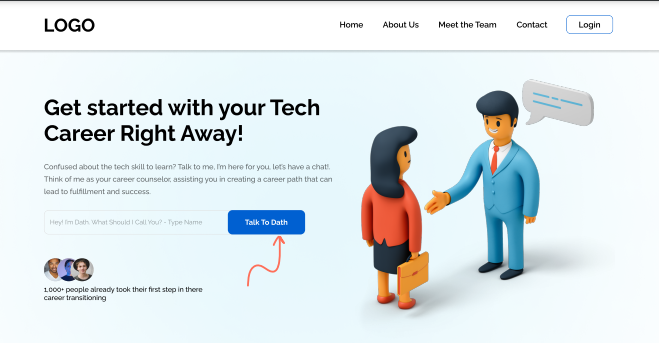 LOGO
Home
About Us
Meet the Team
Contact
Login
Get started with your Tech
Career Right Away!
Confused about the tech skill to learn? Talk to me, I'm here for you, let's have a chat!.
Think of me as your career counselor, assisting you in creating a career path that can
lead to fulfillment and success.
Hey! I'm Dath. What Should I Call You? - Type Name
Talk To Dath
1,000+ people already took their first step in there
career transitioning